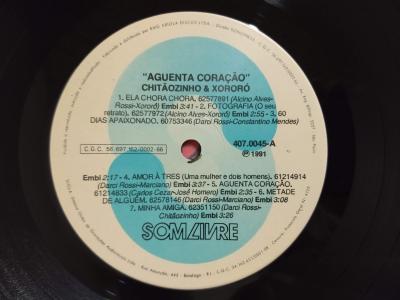 "AGUENTA CORAÇÃO"
CHITÃOZINHO & XORORÓ
1. ELA CHORA CHORA, 62577891 (Alcino Alves-
Rossi-Xororó) Embi 3:41 - 2. FOTOGRAFIA (O seu
retrato), 62577972 (Alcino Alves-Xororó) Embi 2:55 - 3. 60
DIAS APAIXONADO, 60753346 (Darci Rossi-Constantino Mendes)
407.0045-A
C.G.C. 56.697.162/0002-66
Ⓟ 1991
Embi 2:17 - 4. AMOR À TRES (Uma mulher e dois homens), 61214914
(Darci Rossi-Marciano) Embi 3:37 - 5. AGUENTA CORAÇÃO,
61214833 (Carlos Cezar-José Homero) Embi 2:35 - 6. METADE
DE ALGUÉM, 62578146 (Darci Rossi-Marciano) Embi 3:08
7. MINHA AMIGA, 62351150 (Darci Rossi-
Chitãozinho) Embi 3:26
SOM LIVRE